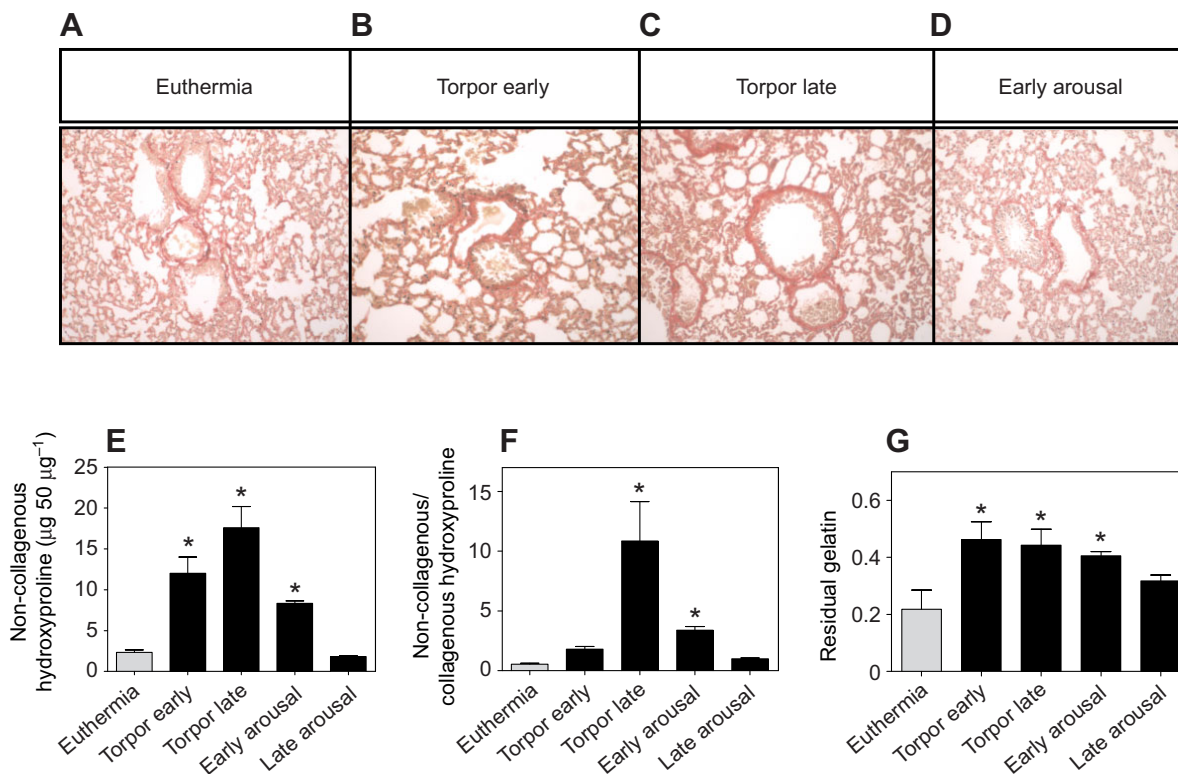 A
B
C
D
Euthermia
Torpor early
Torpor late
Early arousal
E
Non-collagenous
hydroxyproline (μg 50 μg⁻¹)
25
20
15
10
5
0
*
*
*
Euthermia
Torpor early
Torpor late
Early arousal
Late arousal
F
Non-collagenous/
collagenous hydroxyproline
15
10
5
0
*
*
Euthermia
Torpor early
Torpor late
Early arousal
Late arousal
G
Residual gelatin
0.6
0.4
0.2
0
*
*
*
Euthermia
Torpor early
Torpor late
Early arousal
Late arousal